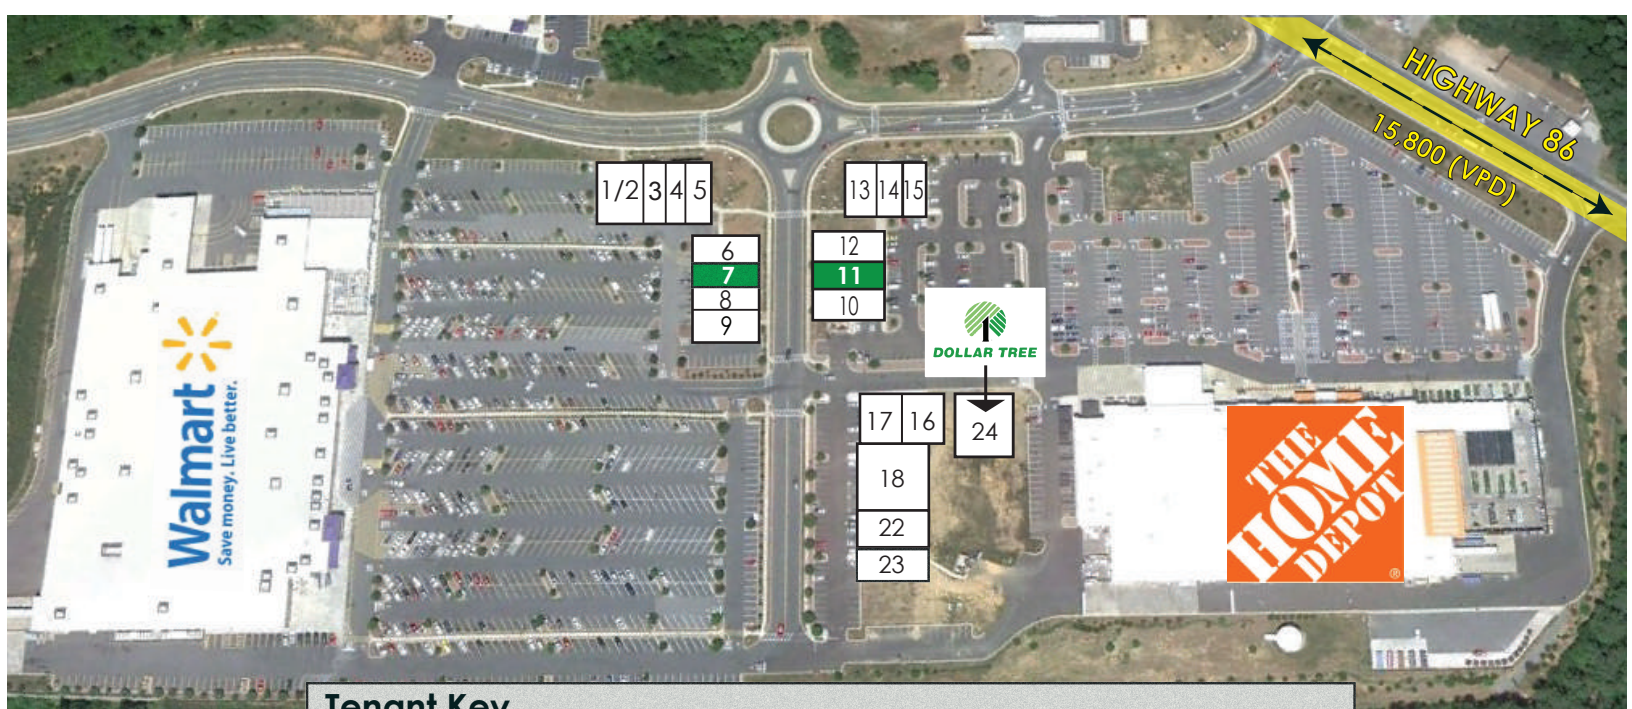 HIGHWAY 86
15,800 (VPD)
1/2 3 4 5
13 14 15
6
7
8
9
12
11
10
DOLLAR TREE
17 16
24
18
22
23
Walmart
Save money. Live better.
THE
HOME
DEPOT
®
Tenant Key